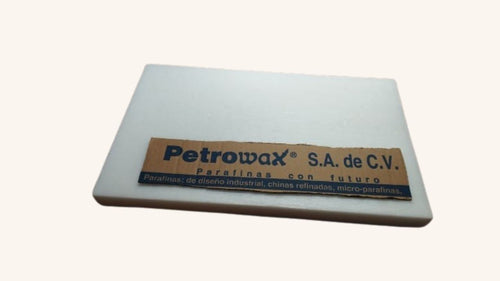 Petrowax® S.A. de C.V.
Parafinas con futuro
Parafinas: de diseño industrial, chinas refinadas, micro-parafinas.